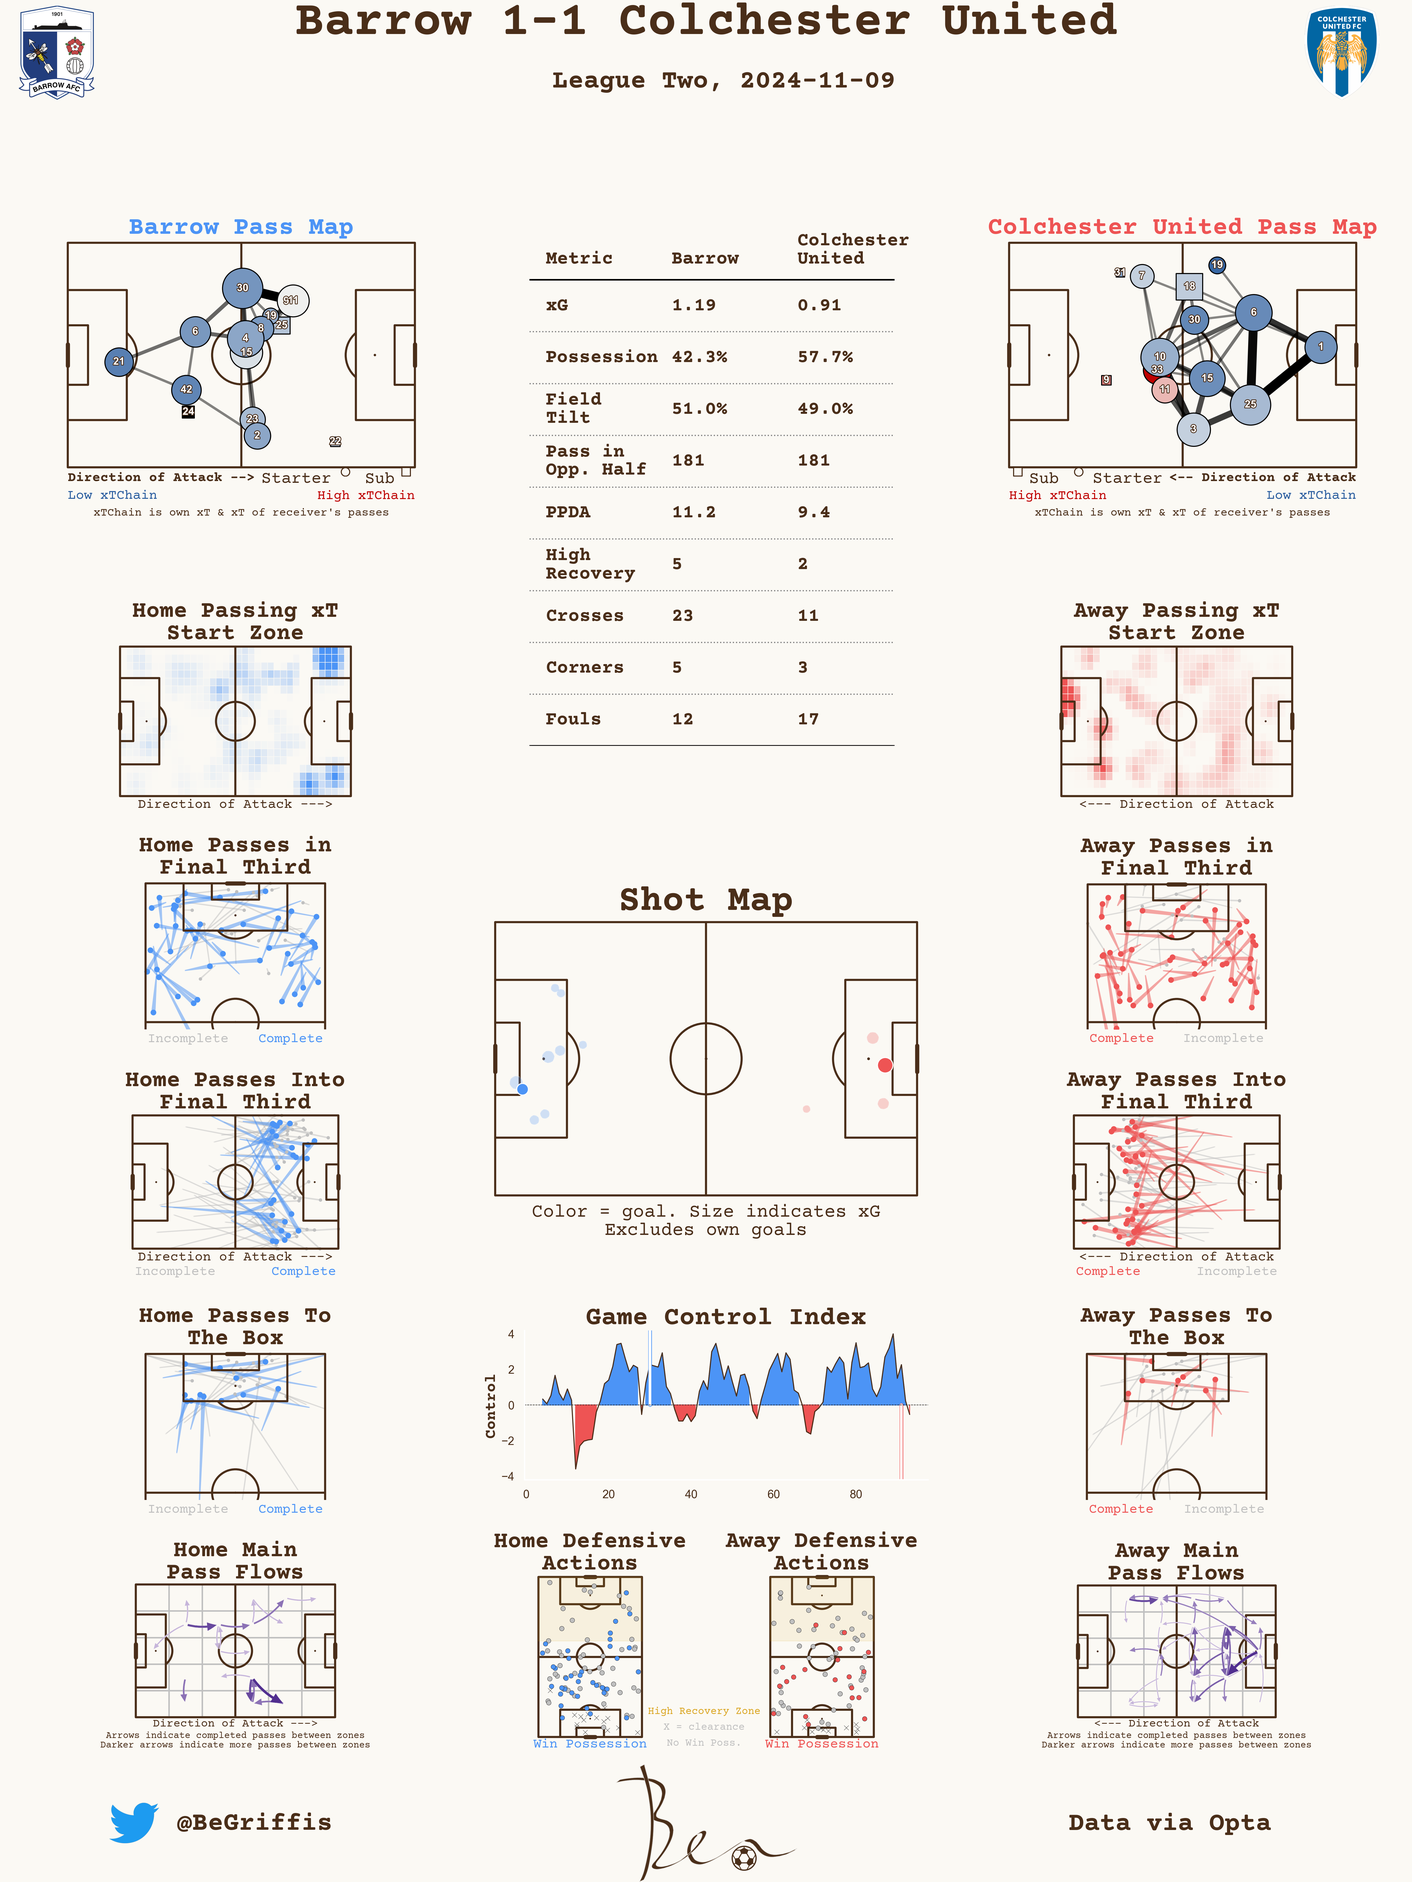 Barrow 1-1 Colchester United
League Two, 2024-11-09
1901
BARROW AFC
COLCHESTER
UNITED FC
Barrow Pass Map
30
911
19
8
25
6
4
15
21
42
24
23
2
22
Direction of Attack --> Starter Sub
Low xTChain High xTChain
xTChain is own xT & xT of receiver's passes
Metric Barrow Colchester United
xG 1.19 0.91
Possession 42.3% 57.7%
Field Tilt 51.0% 49.0%
Pass in Opp. Half 181 181
PPDA 11.2 9.4
High Recovery 5 2
Crosses 23 11
Corners 5 3
Fouls 12 17
Colchester United Pass Map
31
7
19
18
30
6
1
10
33
9
11
15
25
3
Sub Starter <-- Direction of Attack
High xTChain Low xTChain
xTChain is own xT & xT of receiver's passes
Home Passing xT
Start Zone
Direction of Attack --->
Away Passing xT
Start Zone
<--- Direction of Attack
Home Passes in
Final Third
Incomplete Complete
Away Passes in
Final Third
Complete Incomplete
Shot Map
Color = goal. Size indicates xG
Excludes own goals
Home Passes Into
Final Third
Direction of Attack --->
Incomplete Complete
Away Passes Into
Final Third
<--- Direction of Attack
Complete Incomplete
Home Passes To
The Box
Incomplete Complete
Game Control Index
Control
4
2
0
−2
−4
0 20 40 60 80
Away Passes To
The Box
Complete Incomplete
Home Main
Pass Flows
Direction of Attack --->
Arrows indicate completed passes between zones
Darker arrows indicate more passes between zones
Home Defensive
Actions
Win Possession
High Recovery Zone
X = clearance
No Win Poss.
Away Defensive
Actions
Win Possession
Away Main
Pass Flows
<--- Direction of Attack
Arrows indicate completed passes between zones
Darker arrows indicate more passes between zones
@BeGriffis
Ben
Data via Opta